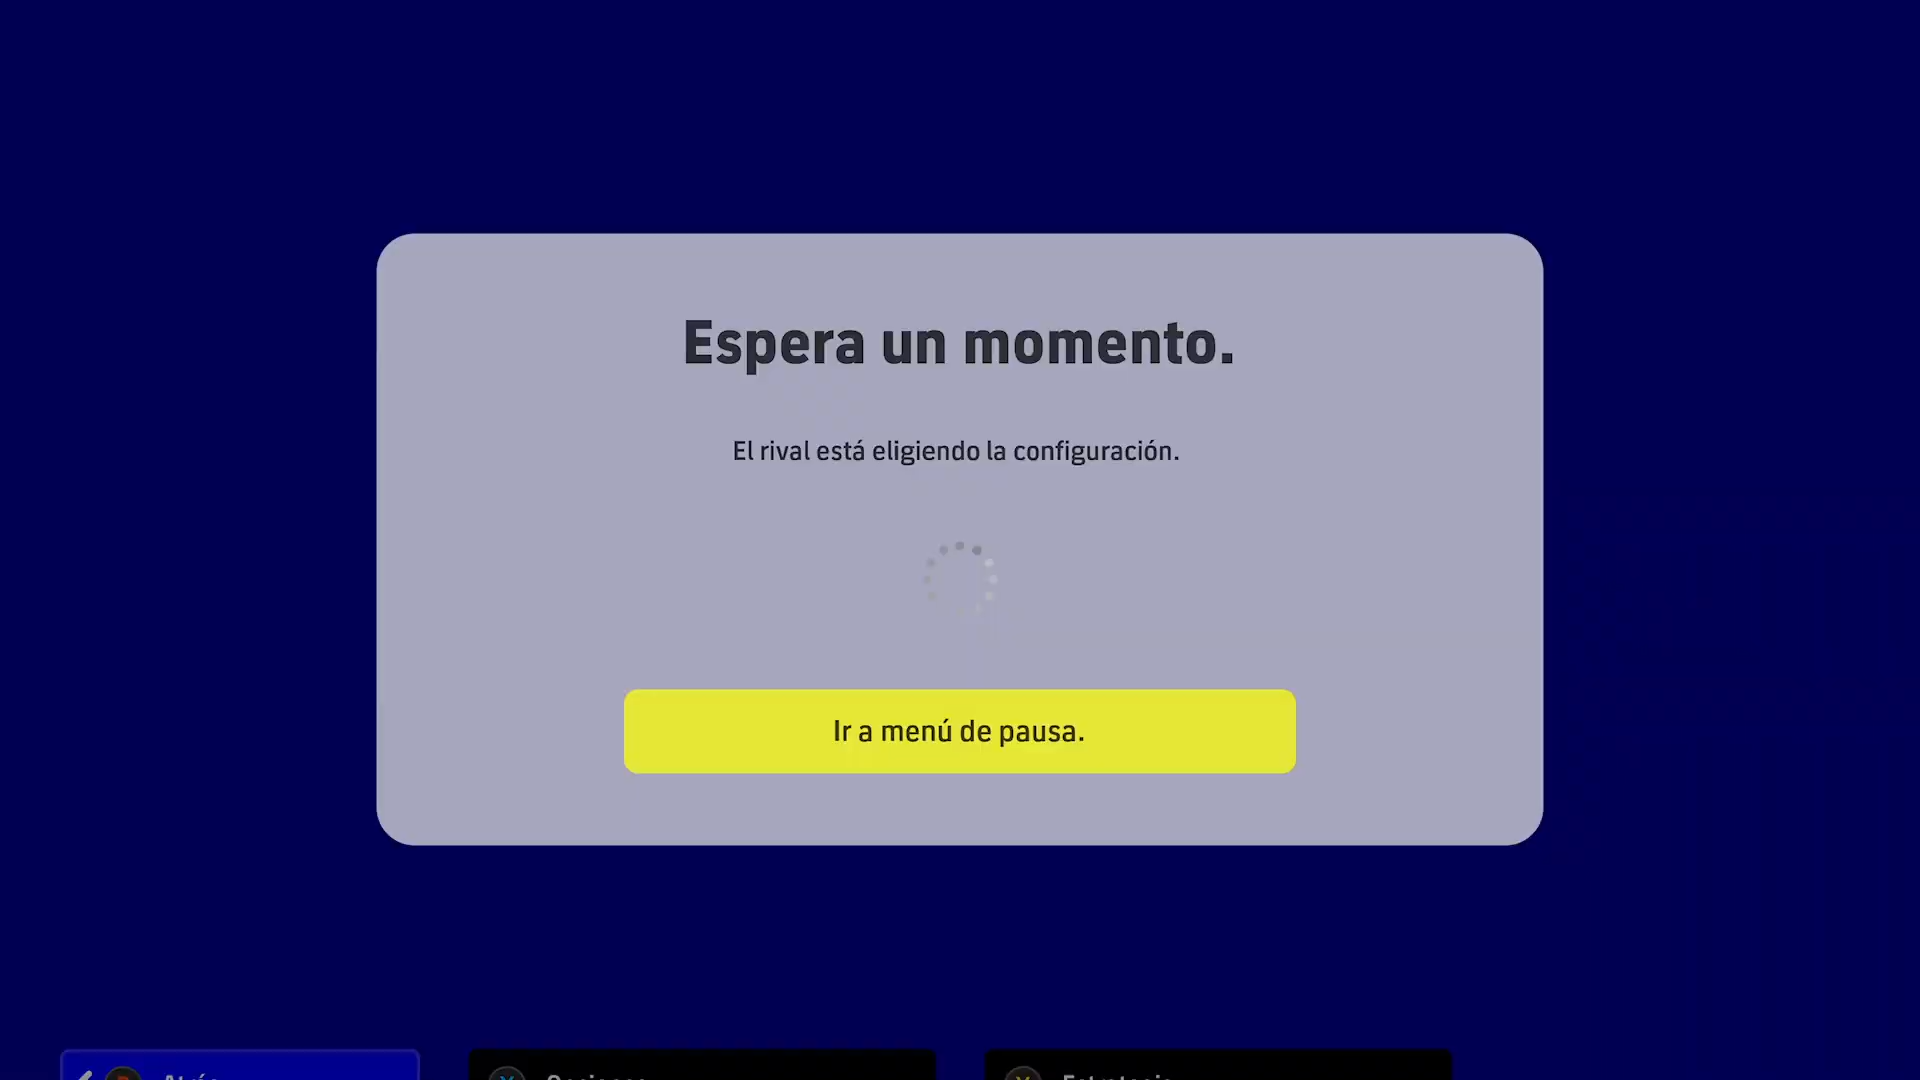 Espera un momento.
El rival está eligiendo la configuración.
Ir a menú de pausa.